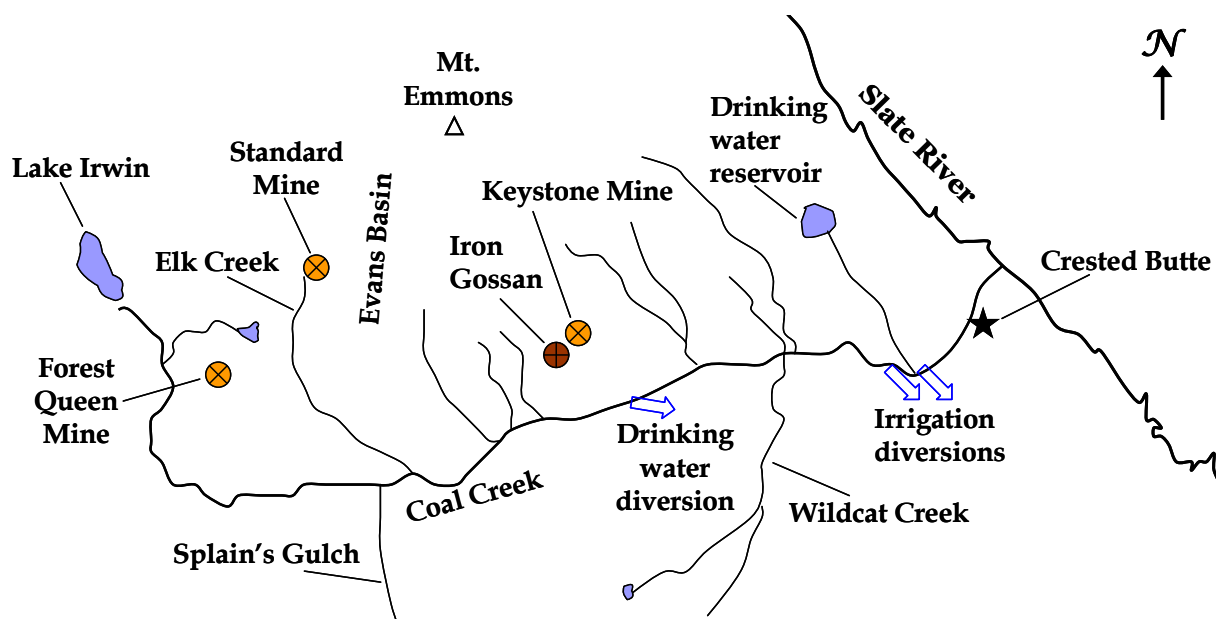 Mt.
Emmons
N
Slate River
Drinking
water
reservoir
Standard
Mine
Lake Irwin
Evans Basin
Keystone Mine
Iron
Gossan
Elk Creek
Crested Butte
Forest
Queen
Mine
Irrigation
diversions
Drinking
water
diversion
Coal Creek
Wildcat Creek
Splain's Gulch